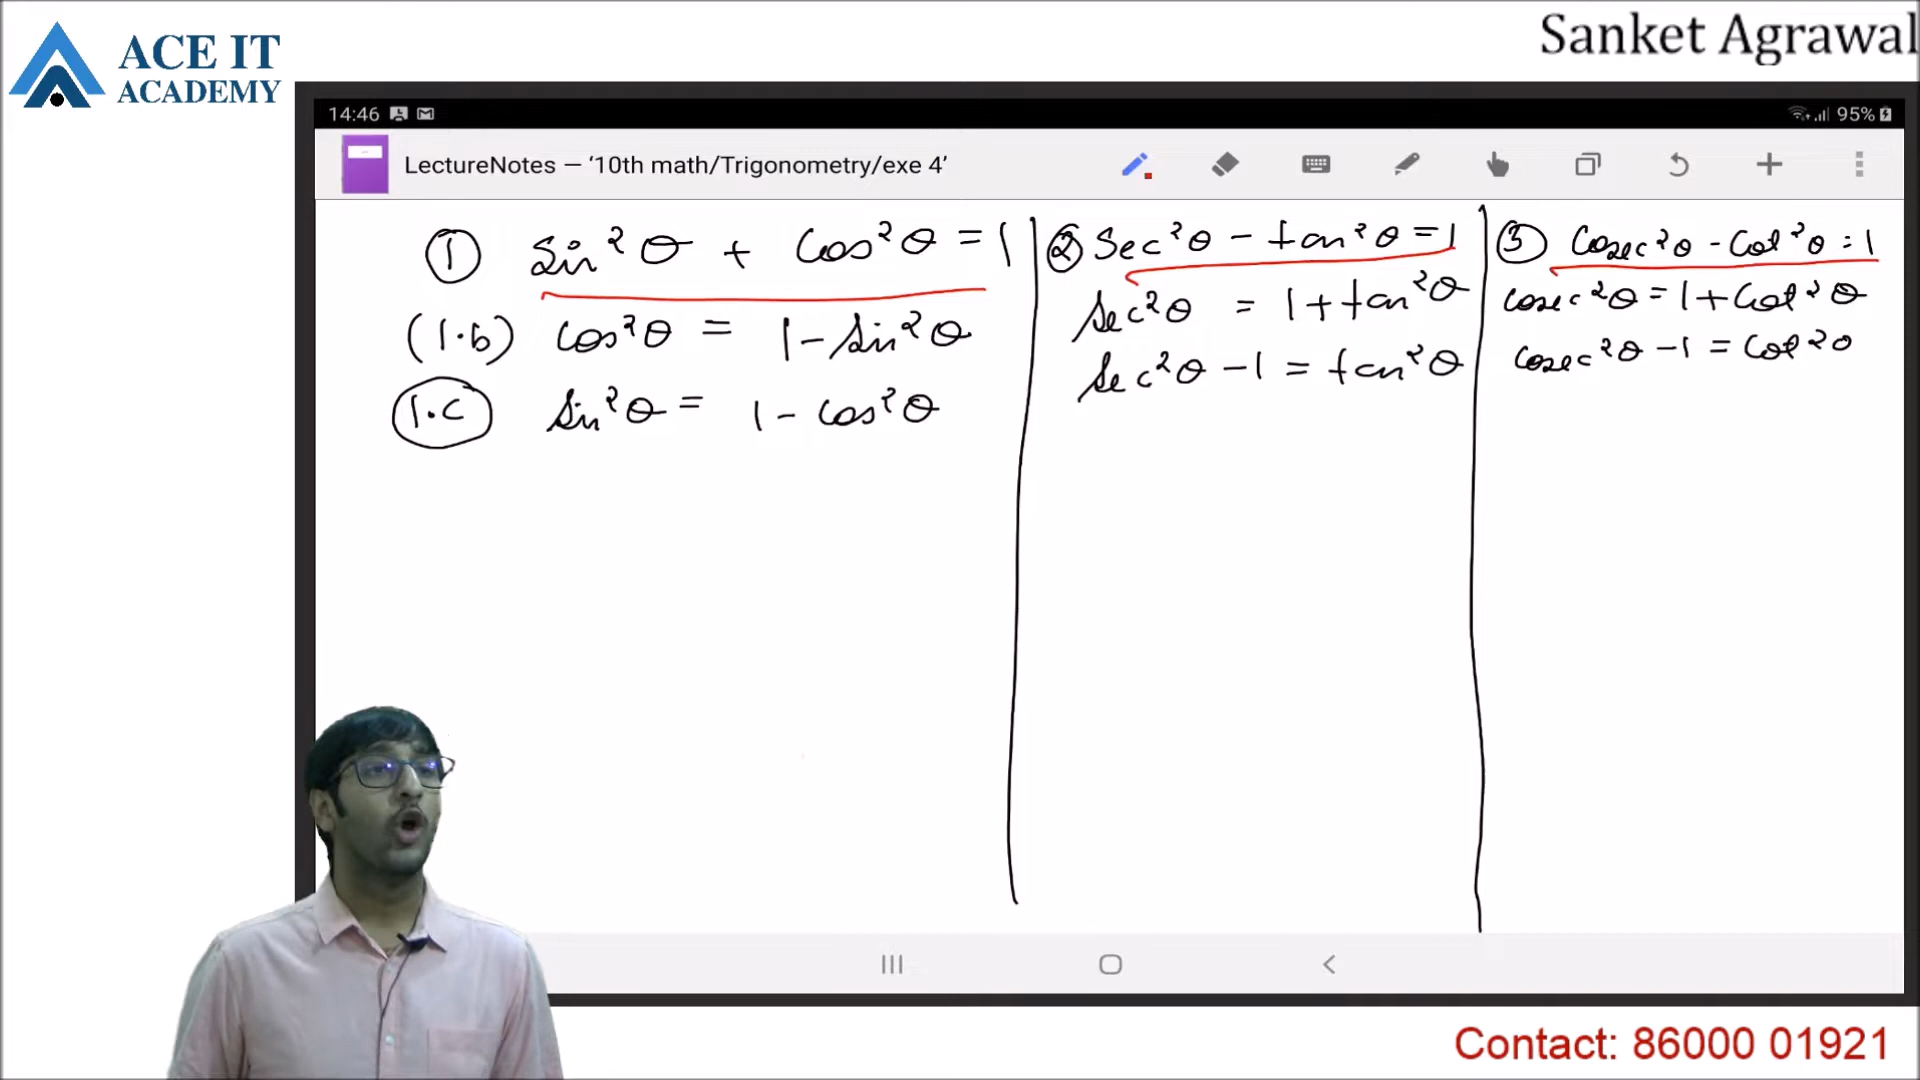 ACE IT
ACADEMY
Sanket Agrawal
14:46
95%
LectureNotes — ‘10th math/Trigonometry/exe 4’
① Sin²θ + Cos²θ = 1
(1.b) cos²θ = 1 - sin²θ
1.c sin²θ = 1 - cos²θ
② Sec²θ - tan²θ = 1
sec²θ = 1 + tan²θ
sec²θ - 1 = tan²θ
③ Cosec²θ - Cot²θ = 1
cosec²θ = 1 + cot²θ
cosec²θ - 1 = cot²θ
Contact: 86000 01921